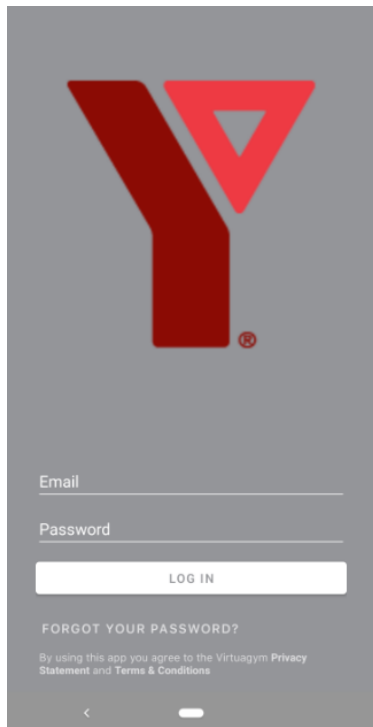 Y®
Email
Password
LOG IN
FORGOT YOUR PASSWORD?
By using this app you agree to the Virtuagym Privacy
Statement and Terms & Conditions